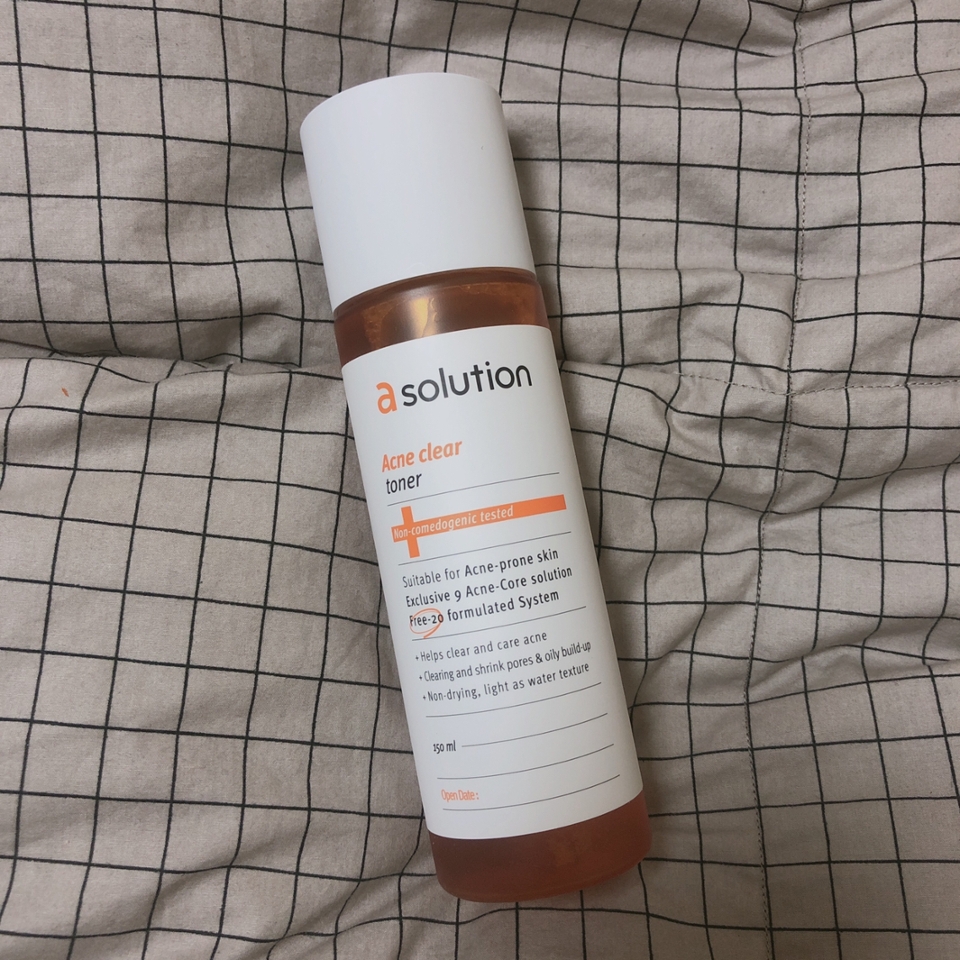 a solution
Acne clear
toner
Non-comedogenic tested
Suitable for Acne-prone skin
Exclusive 9 Acne-Core solution
Free-20 formulated System
+ Helps clear and care acne
+ Clearing and shrink pores & oily build-up
+ Non-drying, light as water texture
150 ml
Open Date :